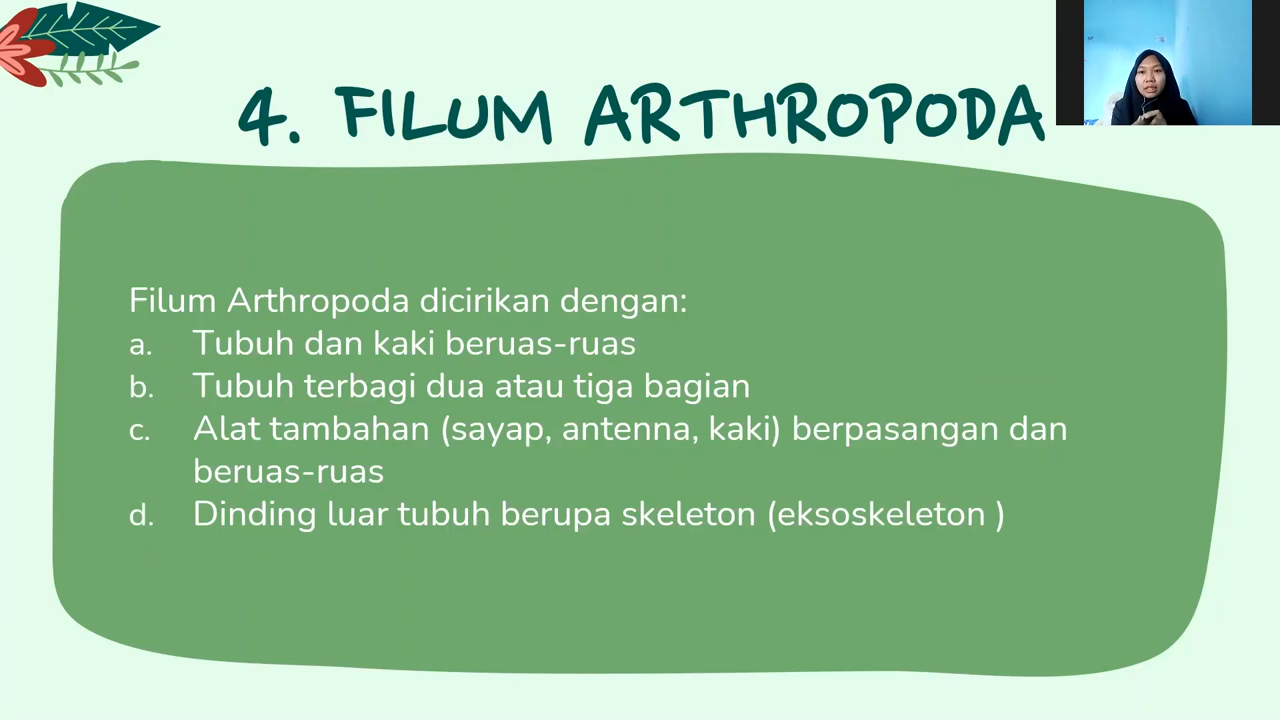 4. FILUM ARTHROPODA
Filum Arthropoda dicirikan dengan:
a. Tubuh dan kaki beruas-ruas
b. Tubuh terbagi dua atau tiga bagian
c. Alat tambahan (sayap, antenna, kaki) berpasangan dan
beruas-ruas
d. Dinding luar tubuh berupa skeleton (eksoskeleton )